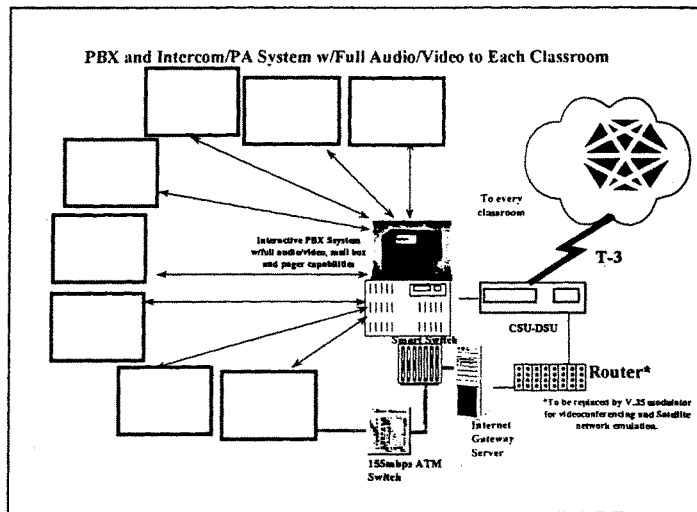 PBX and Intercom/PA System w/Full Audio/Video to Each Classroom
To every
classroom
Interactive PBX Ssystem
w/full audio/video, mail box
and pager capabilities
T-3
CSU-DSU
Smart Switch
Router*
*To be replaced by V.35 modulator
for videoconferencing and Satellite
network emulation.
Internet
Gateway
Server
155mbps ATM
Switch